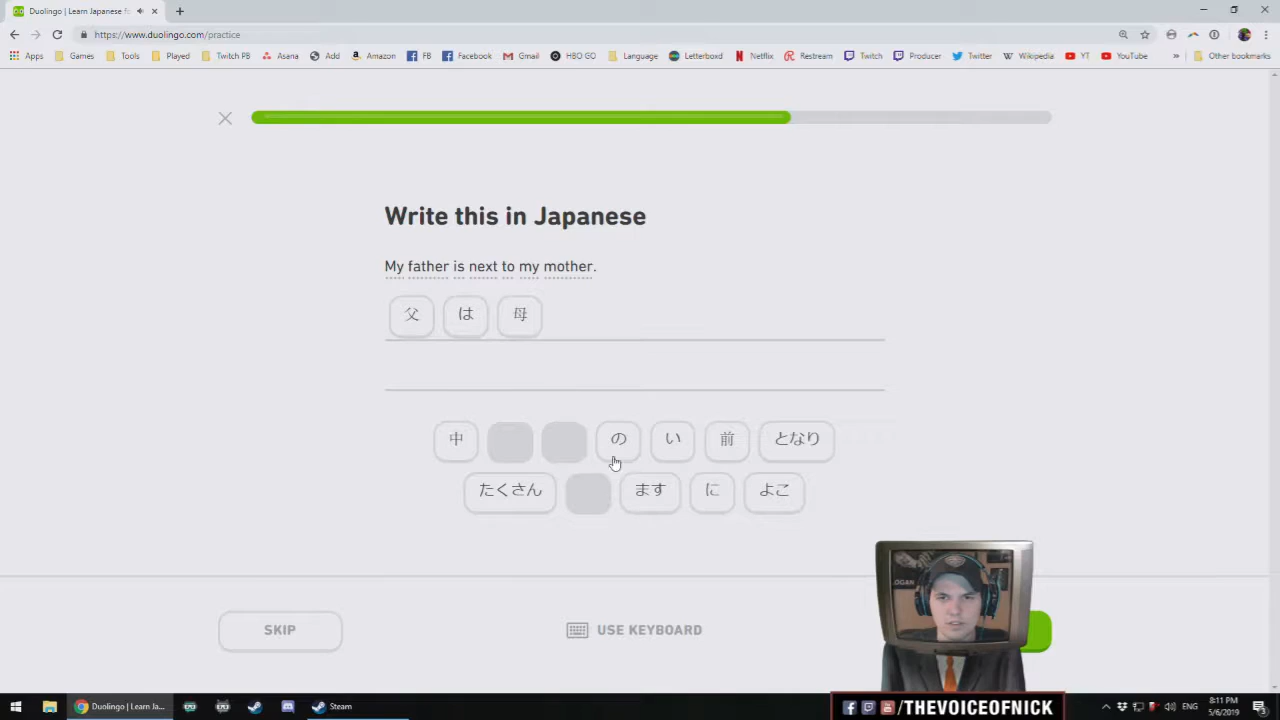 Duolingo | Learn Japanese fo
https://www.duolingo.com/practice
Apps Games Tools Played Twitch PB Asana Add Amazon FB Facebook Gmail HBO GO Language Letterboxd Netflix Restream Twitch Producer Twitter Wikipedia YT YouTube » Other bookmarks
Write this in Japanese
My father is next to my mother.
父 は 母
中 の い 前 となり
たくさん ます に よこ
OGAN
SKIP
USE KEYBOARD
/THEVOICEOFNICK
Duolingo | Learn Ja...
Steam
ENG
8:11 PM
5/6/2019